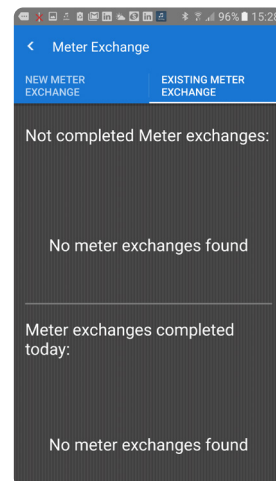 96% 15:28
Meter Exchange
NEW METER
EXCHANGE
EXISTING METER
EXCHANGE
Not completed Meter exchanges:
No meter exchanges found
Meter exchanges completed
today:
No meter exchanges found